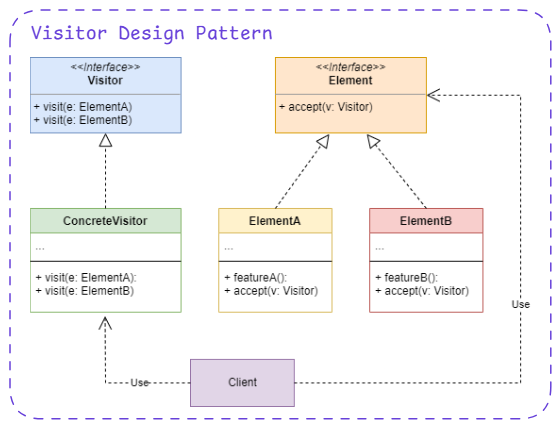 Visitor Design Pattern
<<Interface>>
Visitor
+ visit(e: ElementA)
+ visit(e: ElementB)
<<Interface>>
Element
+ accept(v: Visitor)
ConcreteVisitor
...
+ visit(e: ElementA):
+ visit(e: ElementB)
ElementA
...
+ featureA():
+ accept(v: Visitor)
ElementB
...
+ featureB():
+ accept(v: Visitor)
Use
Use
Client